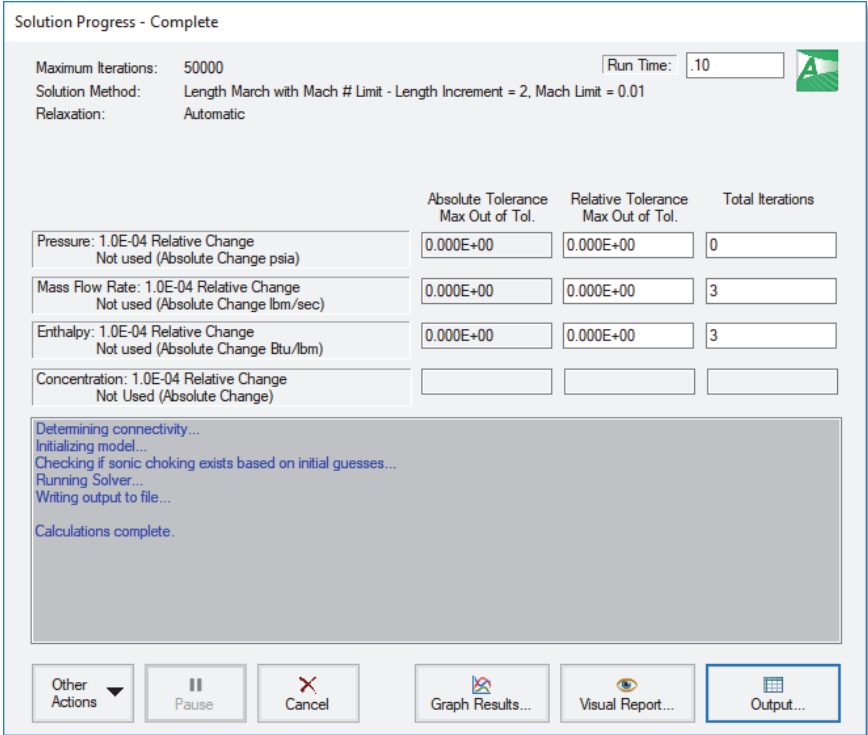 Solution Progress - Complete
Maximum Iterations: 50000
Run Time: .10
Solution Method: Length March with Mach # Limit - Length Increment = 2, Mach Limit = 0.01
Relaxation: Automatic
Absolute Tolerance Relative Tolerance Total Iterations
Max Out of Tol. Max Out of Tol.
Pressure: 1.0E-04 Relative Change 0.000E+00 0.000E+00 0
Not used (Absolute Change psia)
Mass Flow Rate: 1.0E-04 Relative Change 0.000E+00 0.000E+00 3
Not used (Absolute Change lbm/sec)
Enthalpy: 1.0E-04 Relative Change 0.000E+00 0.000E+00 3
Not used (Absolute Change Btu/lbm)
Concentration: 1.0E-04 Relative Change
Not Used (Absolute Change)
Determining connectivity...
Initializing model...
Checking if sonic choking exists based on initial guesses...
Running Solver...
Writing output to file...
Calculations complete.
Other Actions
Pause
Cancel
Graph Results...
Visual Report...
Output...